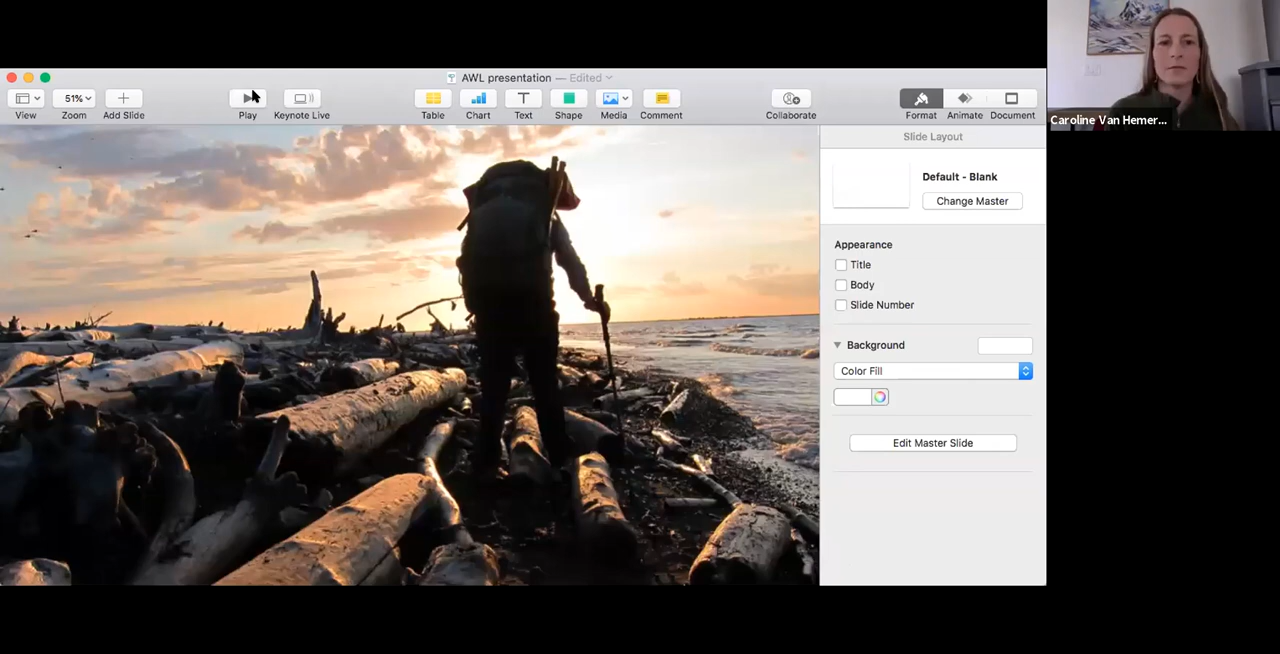 AWL presentation — Edited
View
51%
Zoom
Add Slide
Play
Keynote Live
Table
Chart
Text
Shape
Media
Comment
Collaborate
Format
Animate
Document
Caroline Van Hemer...
Slide Layout
Default - Blank
Change Master
Appearance
Title
Body
Slide Number
Background
Color Fill
Edit Master Slide